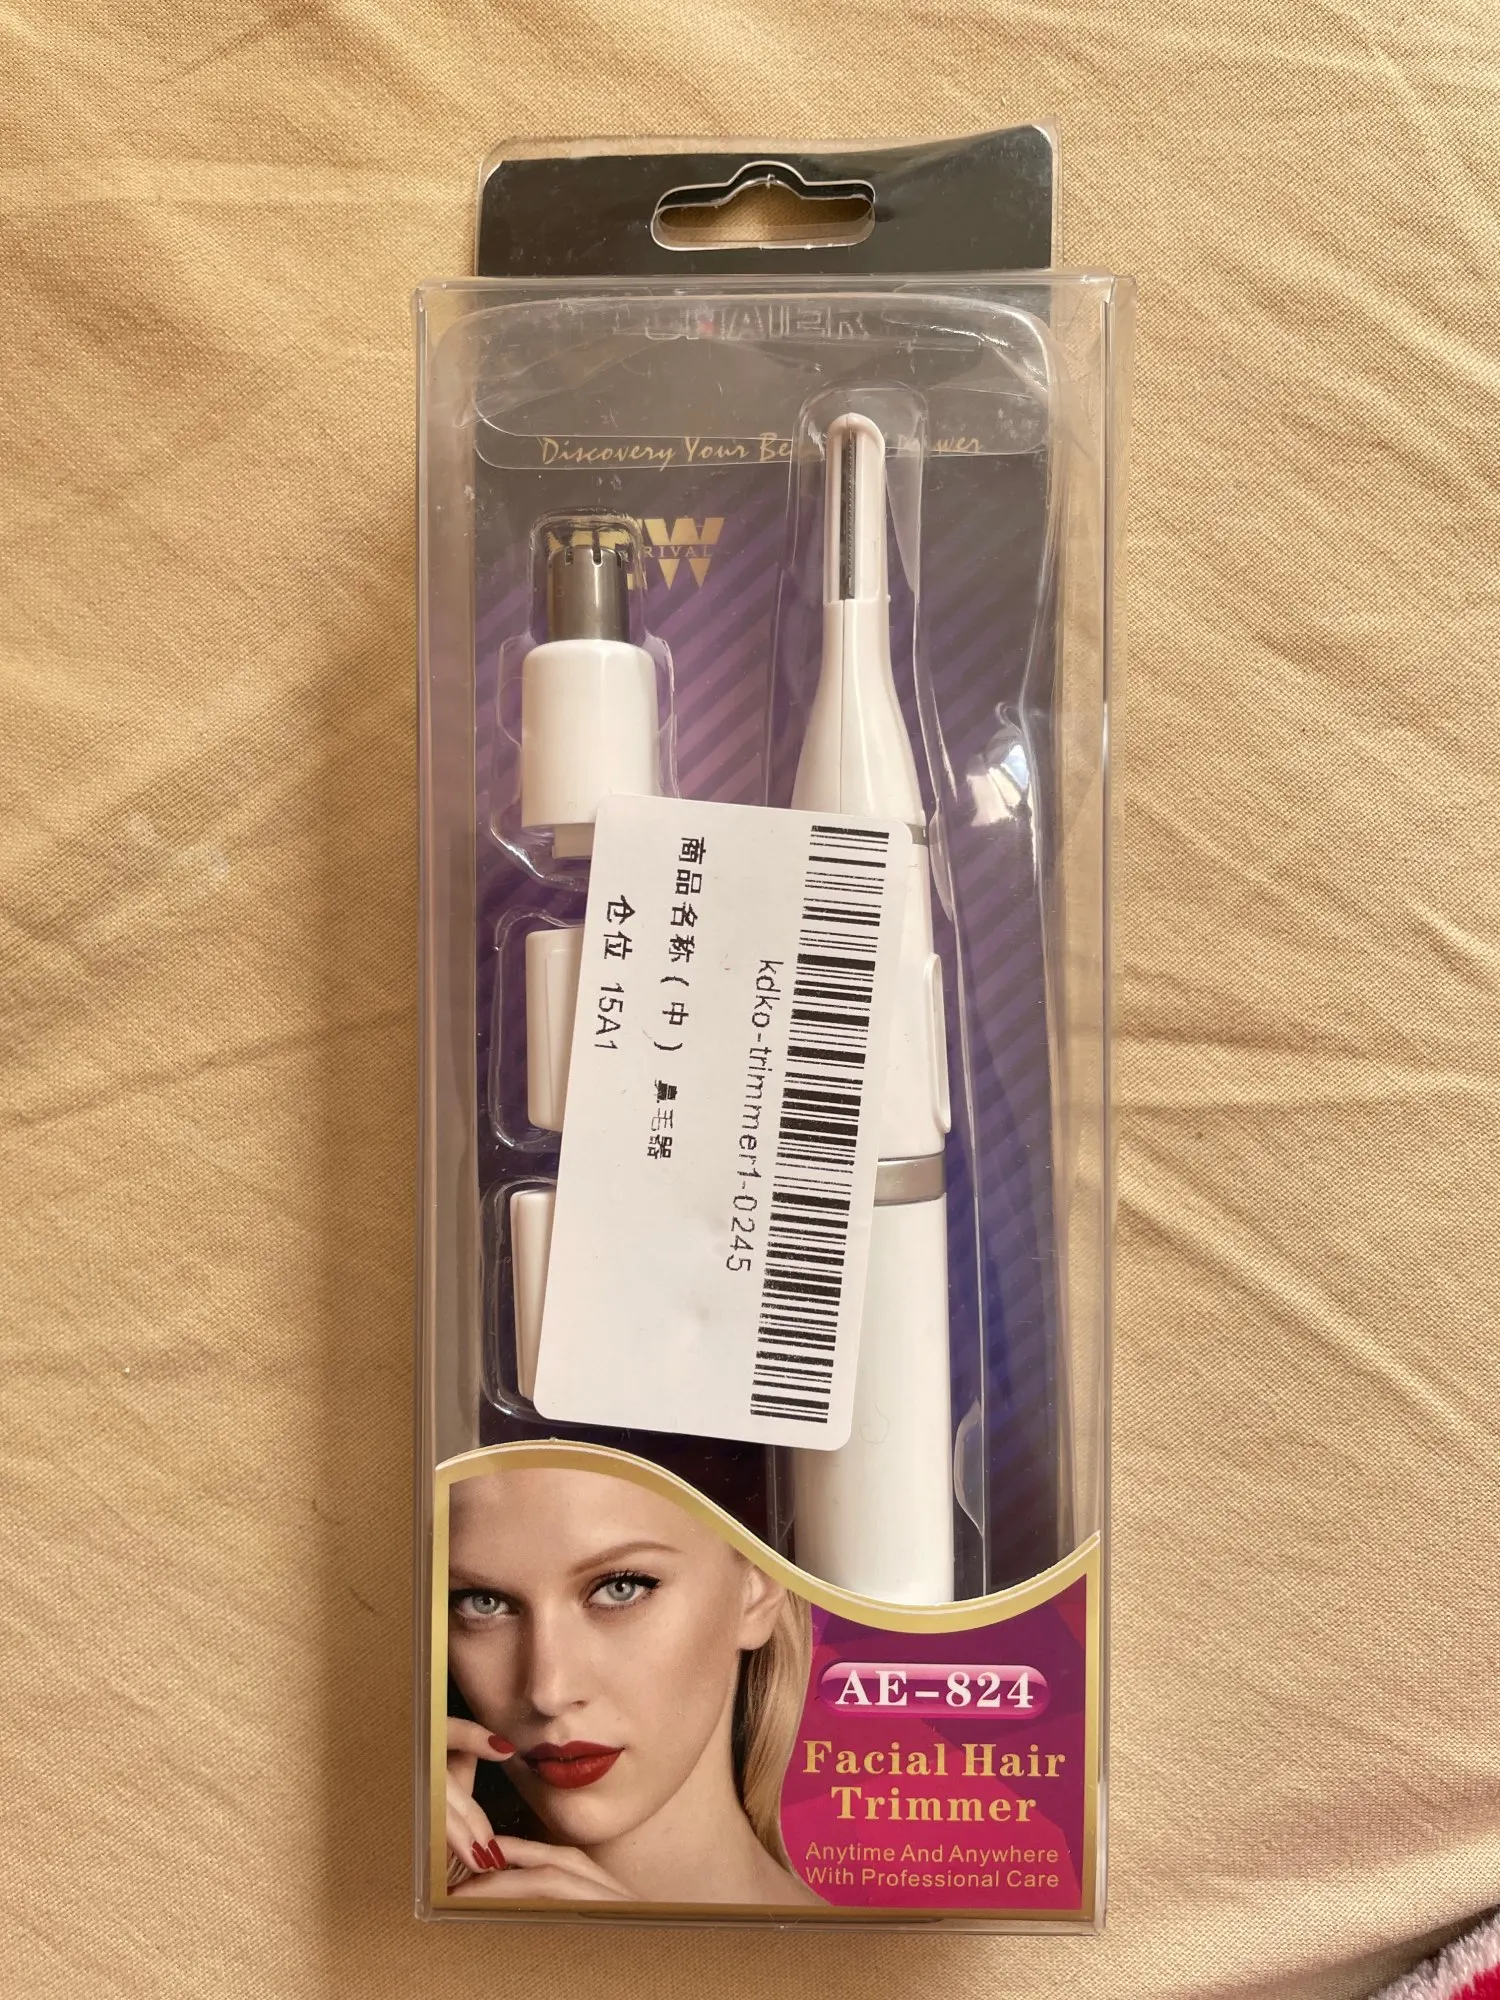 Discovery Your
商品名称(中) 鼻毛器
仓位 15A1
kdko-trimmer1-0245
AE-824
Facial Hair
Trimmer
Anytime And Anywhere
With Professional Care